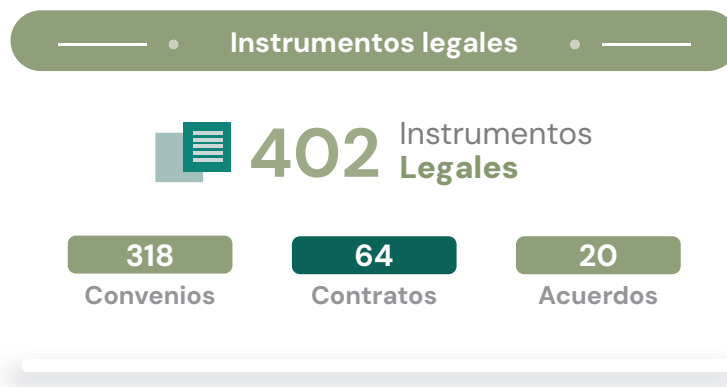 Instrumentos legales
402 Instrumentos
Legales
318 64 20
Convenios Contratos Acuerdos